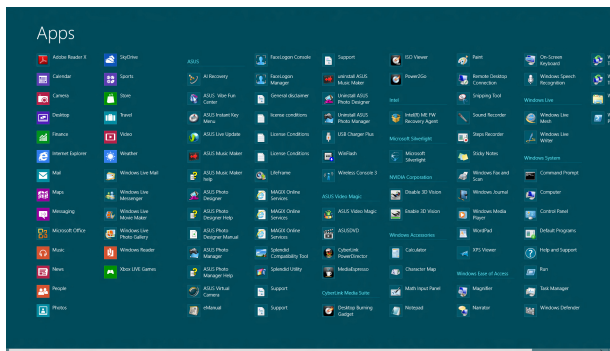 Apps
Adobe Reader X
Calendar
Camera
Desktop
Finance
Internet Explorer
Mail
Maps
Messaging
Microsoft Office
Music
News
People
Photos
SkyDrive
Sports
Store
Travel
Video
Weather
Windows Live Mail
Windows Live
Messenger
Windows Live
Movie Maker
Windows Live
Photo Gallery
Windows Reader
Xbox LIVE Games
ASUS
AI Recovery
ASUS Vibe Fun
Center
ASUS Instant Key
Menu
ASUS Live Update
ASUS Music Maker
ASUS Music Maker
help
ASUS Photo
Designer
ASUS Photo
Designer Help
ASUS Photo
Designer Manual
ASUS Photo
Manager
ASUS Photo
Manager Help
ASUS Virtual
Camera
eManual
FaceLogon Console
FaceLogon
Manager
General disclaimer
license conditions
License Conditions
License Conditions
LifeFrame
MAGIX Online
Services
MAGIX Online
Services
MAGIX Online
Services
Splendid
Compatibility Tool
Splendid Utility
Support
Support
Support
uninstall ASUS
Music Maker
Uninstall ASUS
Photo Designer
Uninstall ASUS
Photo Manager
USB Charger Plus
WinFlash
Wireless Console 3
ASUS Video Magic
ASUS Video Magic
ASUSDVD
CyberLink
PowerDirector
MediaEspresso
CyberLink Media Suite
Desktop Burning
Gadget
ISO Viewer
Power2Go
Intel
Intel(R) ME FW
Recovery Agent
Microsoft Silverlight
Microsoft
Silverlight
NVIDIA Corporation
Disable 3D Vision
Enable 3D Vision
Windows Accessories
Calculator
Character Map
Math Input Panel
Notepad
Paint
Remote Desktop
Connection
Snipping Tool
Sound Recorder
Steps Recorder
Sticky Notes
Windows Fax and
Scan
Windows Journal
Windows Media
Player
WordPad
XPS Viewer
Windows Ease of Access
Magnifier
Narrator
On-Screen
Keyboard
Windows Speech
Recognition
Windows Live
Windows Live
Mesh
Windows Live
Writer
Windows System
Command Prompt
Computer
Control Panel
Default Programs
Help and Support
Run
Task Manager
Windows Defender